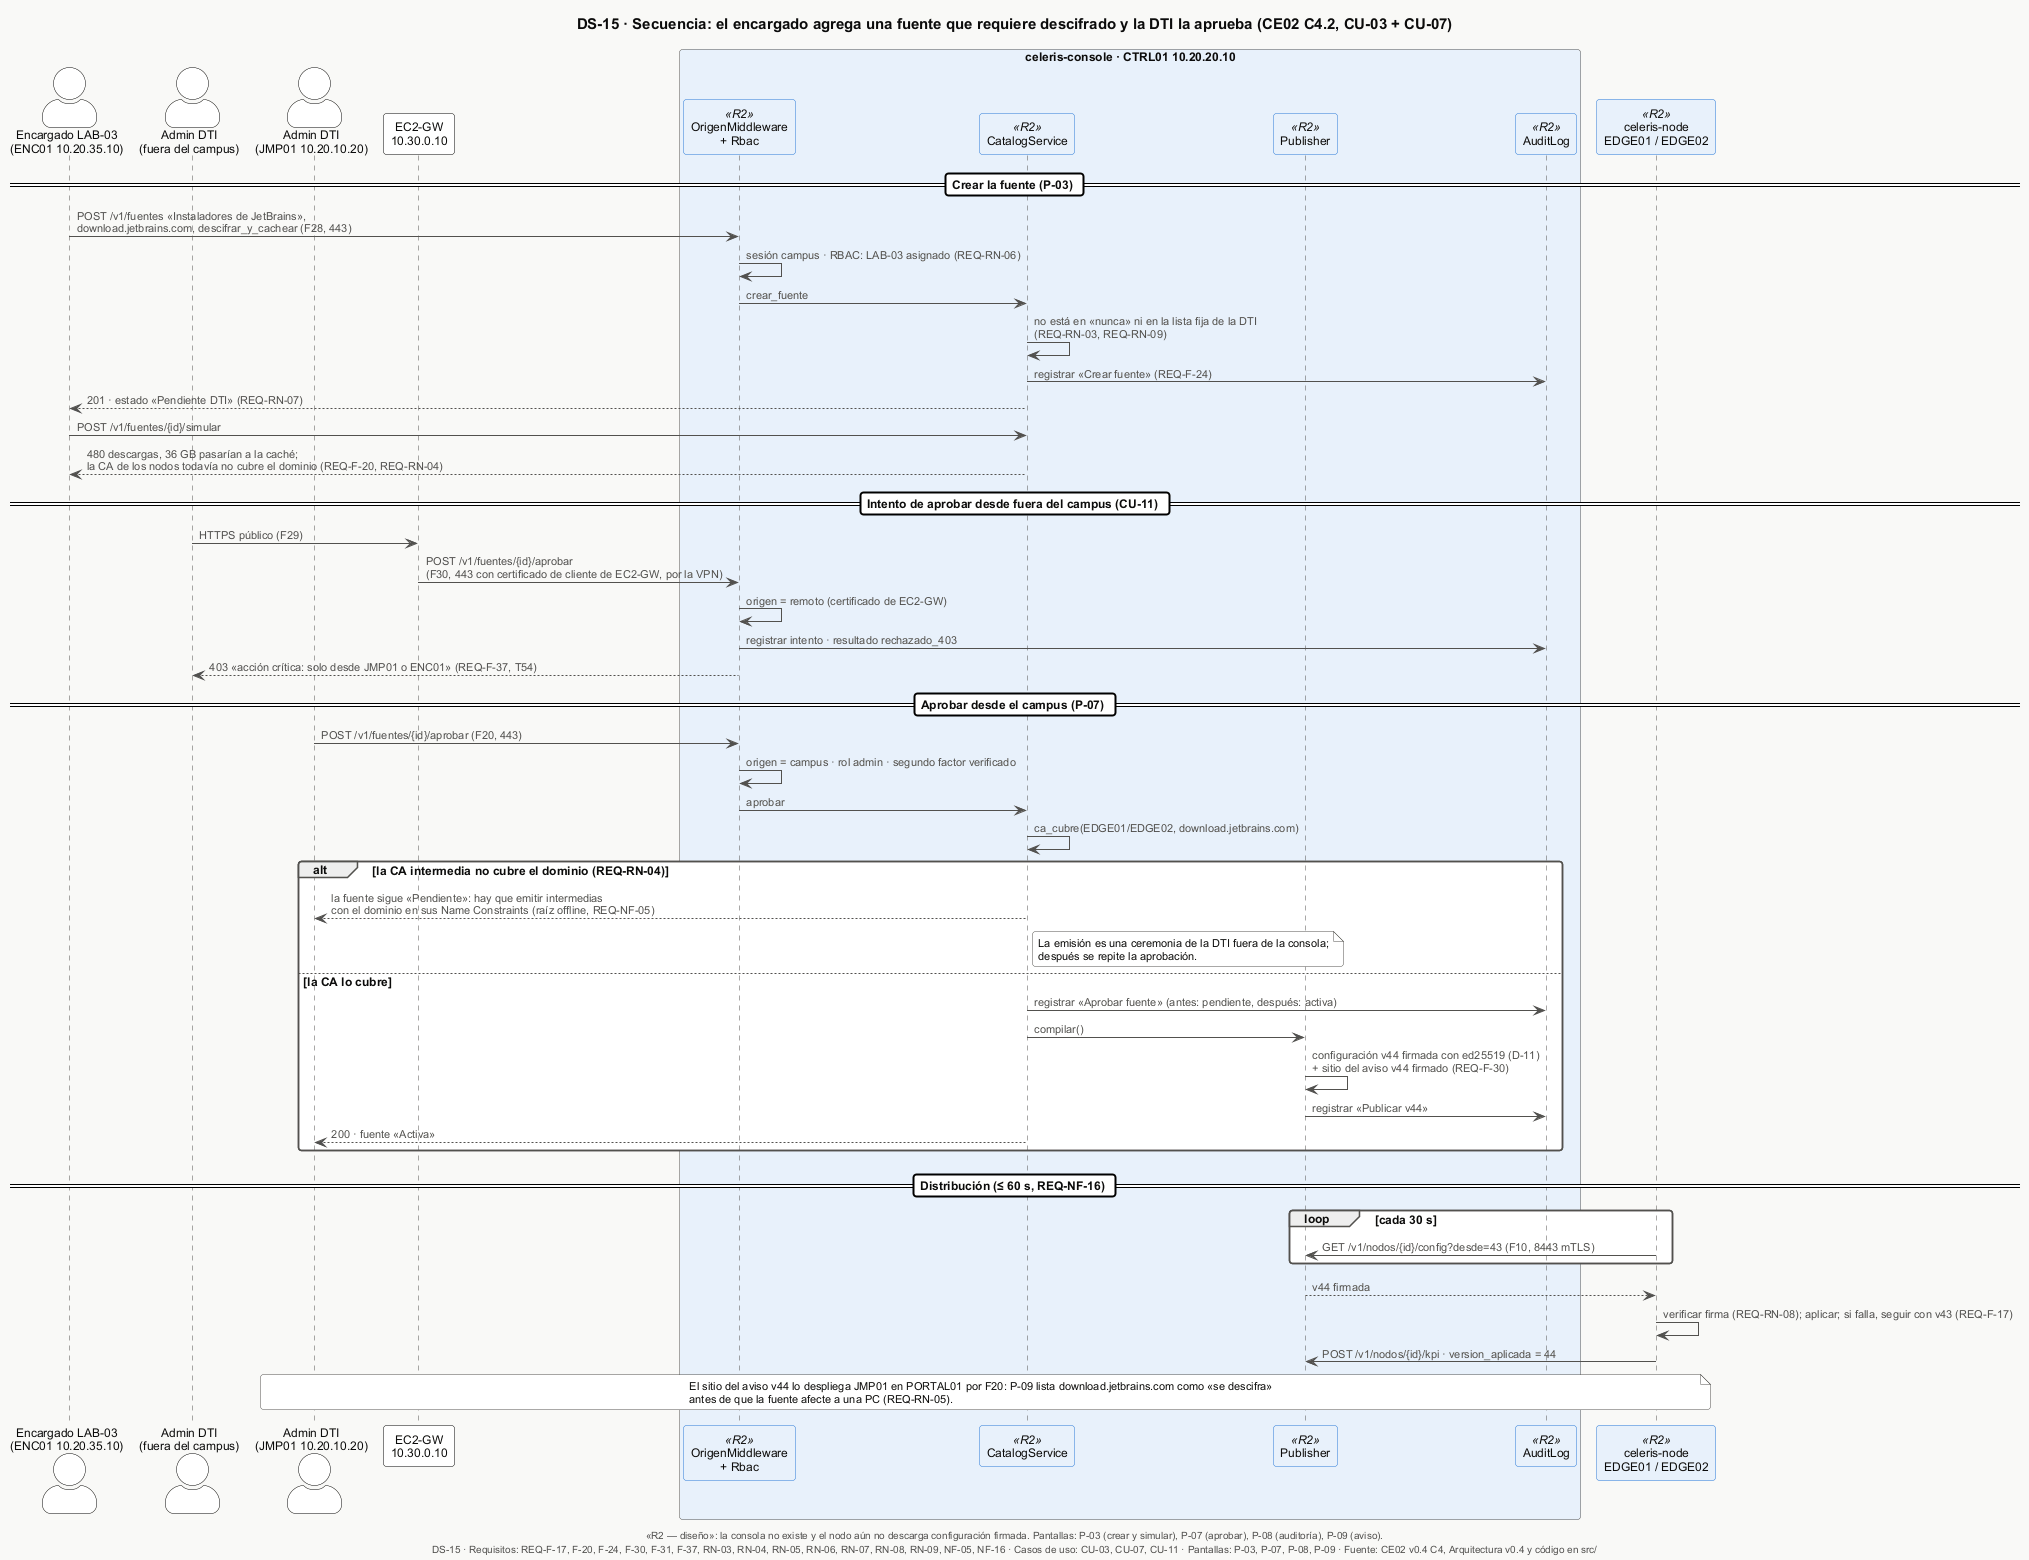 DS-15 · Secuencia: el encargado agrega una fuente que requiere descifrado y la DTI la aprueba (CE02 C4.2, CU-03 + CU-07)
celeris-console · CTRL01 10.20.20.10
Encargado LAB-03
(ENC01 10.20.35.10)
Admin DTI
(fuera del campus)
Admin DTI
(JMP01 10.20.10.20)
EC2-GW
10.30.0.10
«R2»
OrigenMiddleware
+ Rbac
«R2»
CatalogService
«R2»
Publisher
«R2»
AuditLog
«R2»
celeris-node
EDGE01 / EDGE02
Crear la fuente (P-03)
POST /v1/fuentes «Instaladores de JetBrains»,
download.jetbrains.com, descifrar_y_cachear (F28, 443)
sesión campus · RBAC: LAB-03 asignado (REQ-RN-06)
crear_fuente
no está en «nunca» ni en la lista fija de la DTI
(REQ-RN-03, REQ-RN-09)
registrar «Crear fuente» (REQ-F-24)
201 · estado «Pendiente DTI» (REQ-RN-07)
POST /v1/fuentes/{id}/simular
480 descargas, 36 GB pasarían a la caché;
la CA de los nodos todavía no cubre el dominio (REQ-F-20, REQ-RN-04)
Intento de aprobar desde fuera del campus (CU-11)
HTTPS público (F29)
POST /v1/fuentes/{id}/aprobar
(F30, 443 con certificado de cliente de EC2-GW, por la VPN)
origen = remoto (certificado de EC2-GW)
registrar intento · resultado rechazado_403
403 «acción crítica: solo desde JMP01 o ENC01» (REQ-F-37, T54)
Aprobar desde el campus (P-07)
POST /v1/fuentes/{id}/aprobar (F20, 443)
origen = campus · rol admin · segundo factor verificado
aprobar
ca_cubre(EDGE01/EDGE02, download.jetbrains.com)
alt [la CA intermedia no cubre el dominio (REQ-RN-04)]
la fuente sigue «Pendiente»: hay que emitir intermedias
con el dominio en sus Name Constraints (raíz offline, REQ-NF-05)
La emisión es una ceremonia de la DTI fuera de la consola;
después se repite la aprobación.
[la CA lo cubre]
registrar «Aprobar fuente» (antes: pendiente, después: activa)
compilar()
configuración v44 firmada con ed25519 (D-11)
+ sitio del aviso v44 firmado (REQ-F-30)
registrar «Publicar v44»
200 · fuente «Activa»
Distribución (≤ 60 s, REQ-NF-16)
loop [cada 30 s]
GET /v1/nodos/{id}/config?desde=43 (F10, 8443 mTLS)
v44 firmada
verificar firma (REQ-RN-08); aplicar; si falla, seguir con v43 (REQ-F-17)
POST /v1/nodos/{id}/kpi · version_aplicada = 44
El sitio del aviso v44 lo despliega JMP01 en PORTAL01 por F20: P-09 lista download.jetbrains.com como «se descifra»
antes de que la fuente afecte a una PC (REQ-RN-05).
Encargado LAB-03
(ENC01 10.20.35.10)
Admin DTI
(fuera del campus)
Admin DTI
(JMP01 10.20.10.20)
EC2-GW
10.30.0.10
«R2»
OrigenMiddleware
+ Rbac
«R2»
CatalogService
«R2»
Publisher
«R2»
AuditLog
«R2»
celeris-node
EDGE01 / EDGE02
«R2 — diseño»: la consola no existe y el nodo aún no descarga configuración firmada. Pantallas: P-03 (crear y simular), P-07 (aprobar), P-08 (auditoría), P-09 (aviso).
DS-15 · Requisitos: REQ-F-17, F-20, F-24, F-30, F-31, F-37, RN-03, RN-04, RN-05, RN-06, RN-07, RN-08, RN-09, NF-05, NF-16 · Casos de uso: CU-03, CU-07, CU-11 · Pantallas: P-03, P-07, P-08, P-09 · Fuente: CE02 v0.4 C4, Arquitectura v0.4 y código en src/